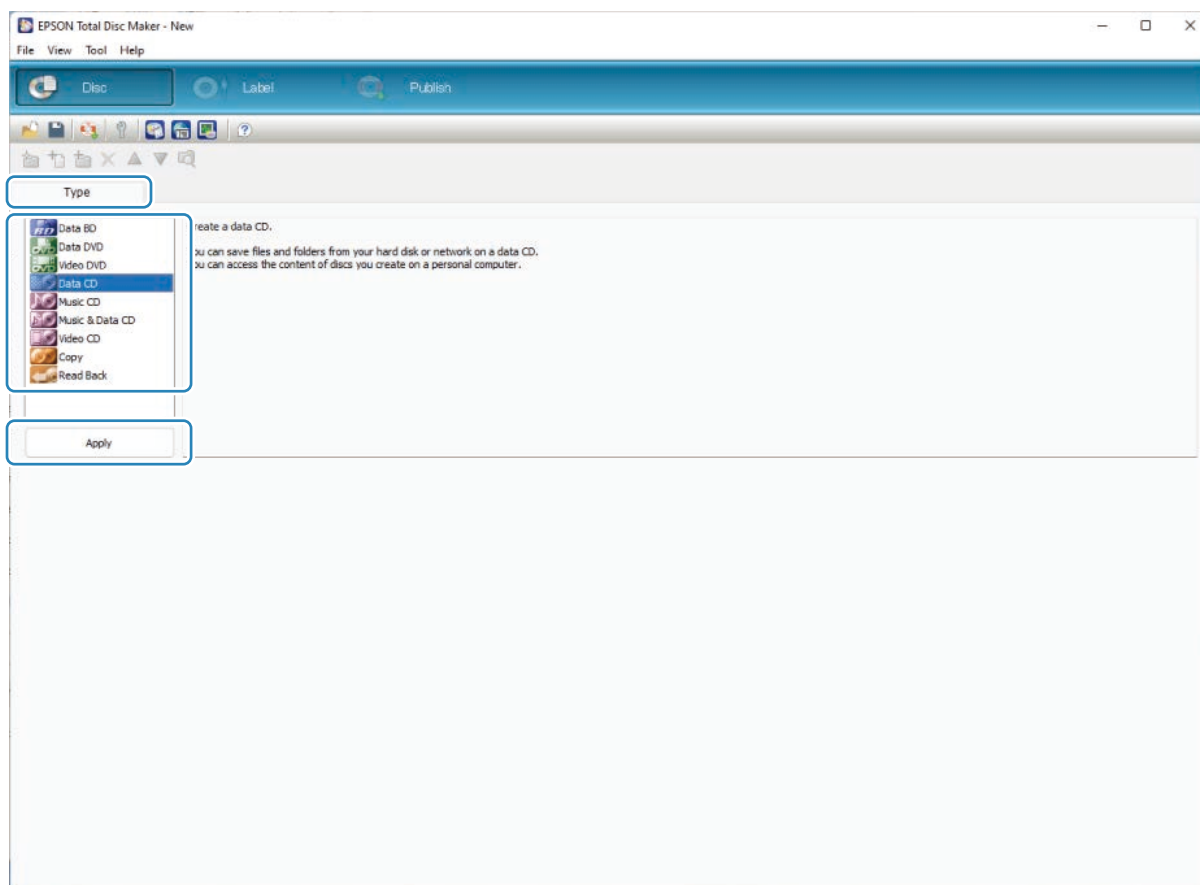 EPSON Total Disc Maker - New
File View Tool Help
Disc Label Publish
Type
Data BD
Data DVD
Video DVD
Data CD
Music CD
Music & Data CD
Video CD
Copy
Read Back
Apply
reate a data CD.
ou can save files and folders from your hard disk or network on a data CD.
ou can access the content of discs you create on a personal computer.